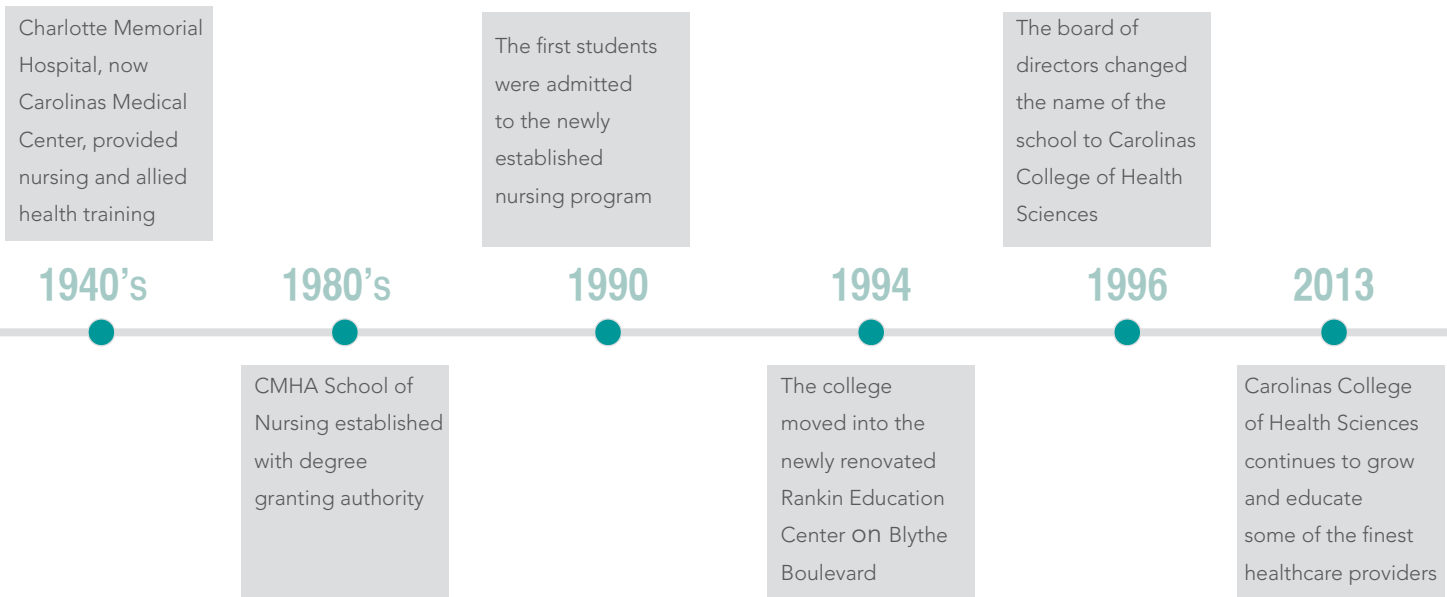 Charlotte Memorial
Hospital, now
Carolinas Medical
Center, provided
nursing and allied
health training
1940's
1980's
CMHA School of
Nursing established
with degree
granting authority
The first students
were admitted
to the newly
established
nursing program
1990
1994
The college
moved into the
newly renovated
Rankin Education
Center on Blythe
Boulevard
The board of
directors changed
the name of the
school to Carolinas
College of Health
Sciences
1996
2013
Carolinas College
of Health Sciences
continues to grow
and educate
some of the finest
healthcare providers